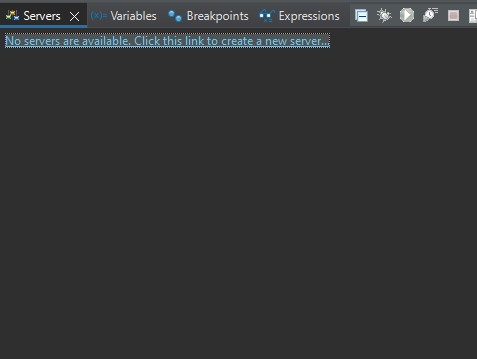 Servers (x)= Variables Breakpoints Expressions
No servers are available. Click this link to create a new server...